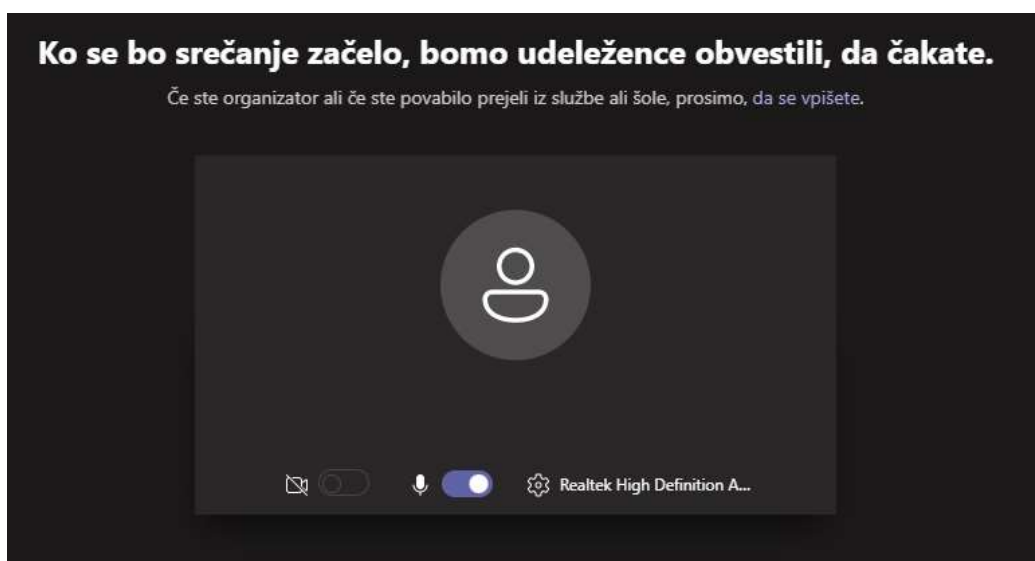 Ko se bo srečanje začelo, bomo udeležence obvestili, da čakate.
Če ste organizator ali če ste povabilo prejeli iz službe ali šole, prosimo, da se vpišete.
Realtek High Definition A...